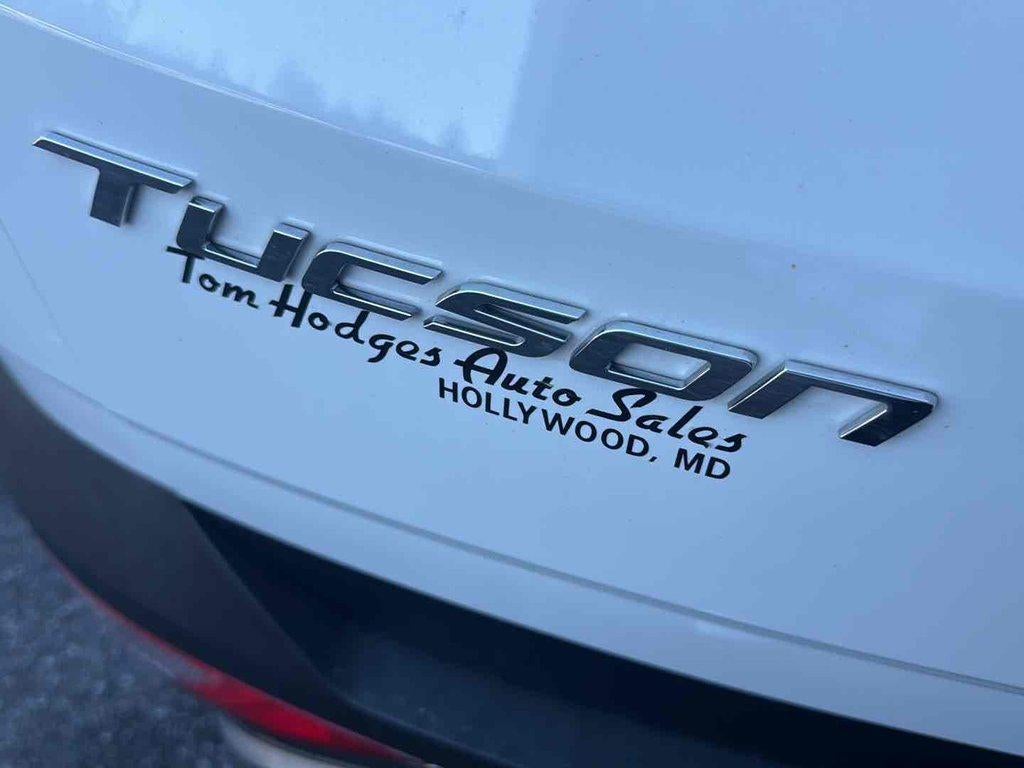 Tucson
Tom Hodges Auto Sales
HOLLYWOOD, MD